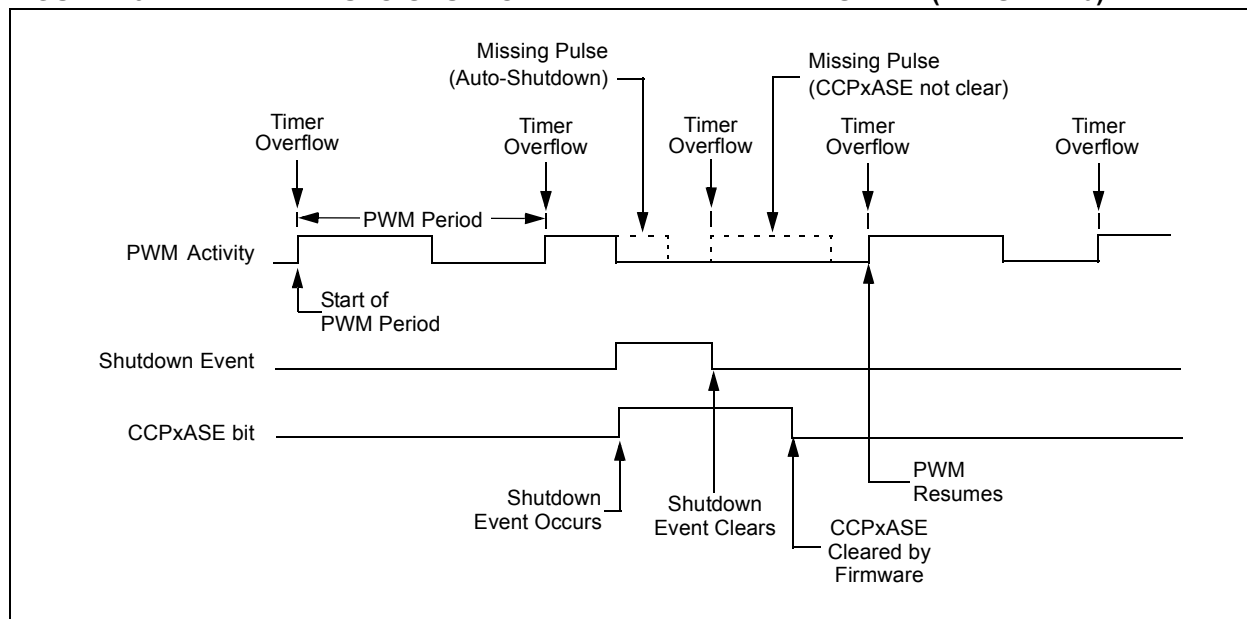 Missing Pulse
(Auto-Shutdown)
Missing Pulse
(CCPxASE not clear)
Timer
Overflow
Timer
Overflow
Timer
Overflow
Timer
Overflow
Timer
Overflow
PWM Period
PWM Activity
Start of
PWM Period
Shutdown Event
CCPxASE bit
Shutdown
Event Occurs
Shutdown
Event Clears
PWM
Resumes
CCPxASE
Cleared by
Firmware